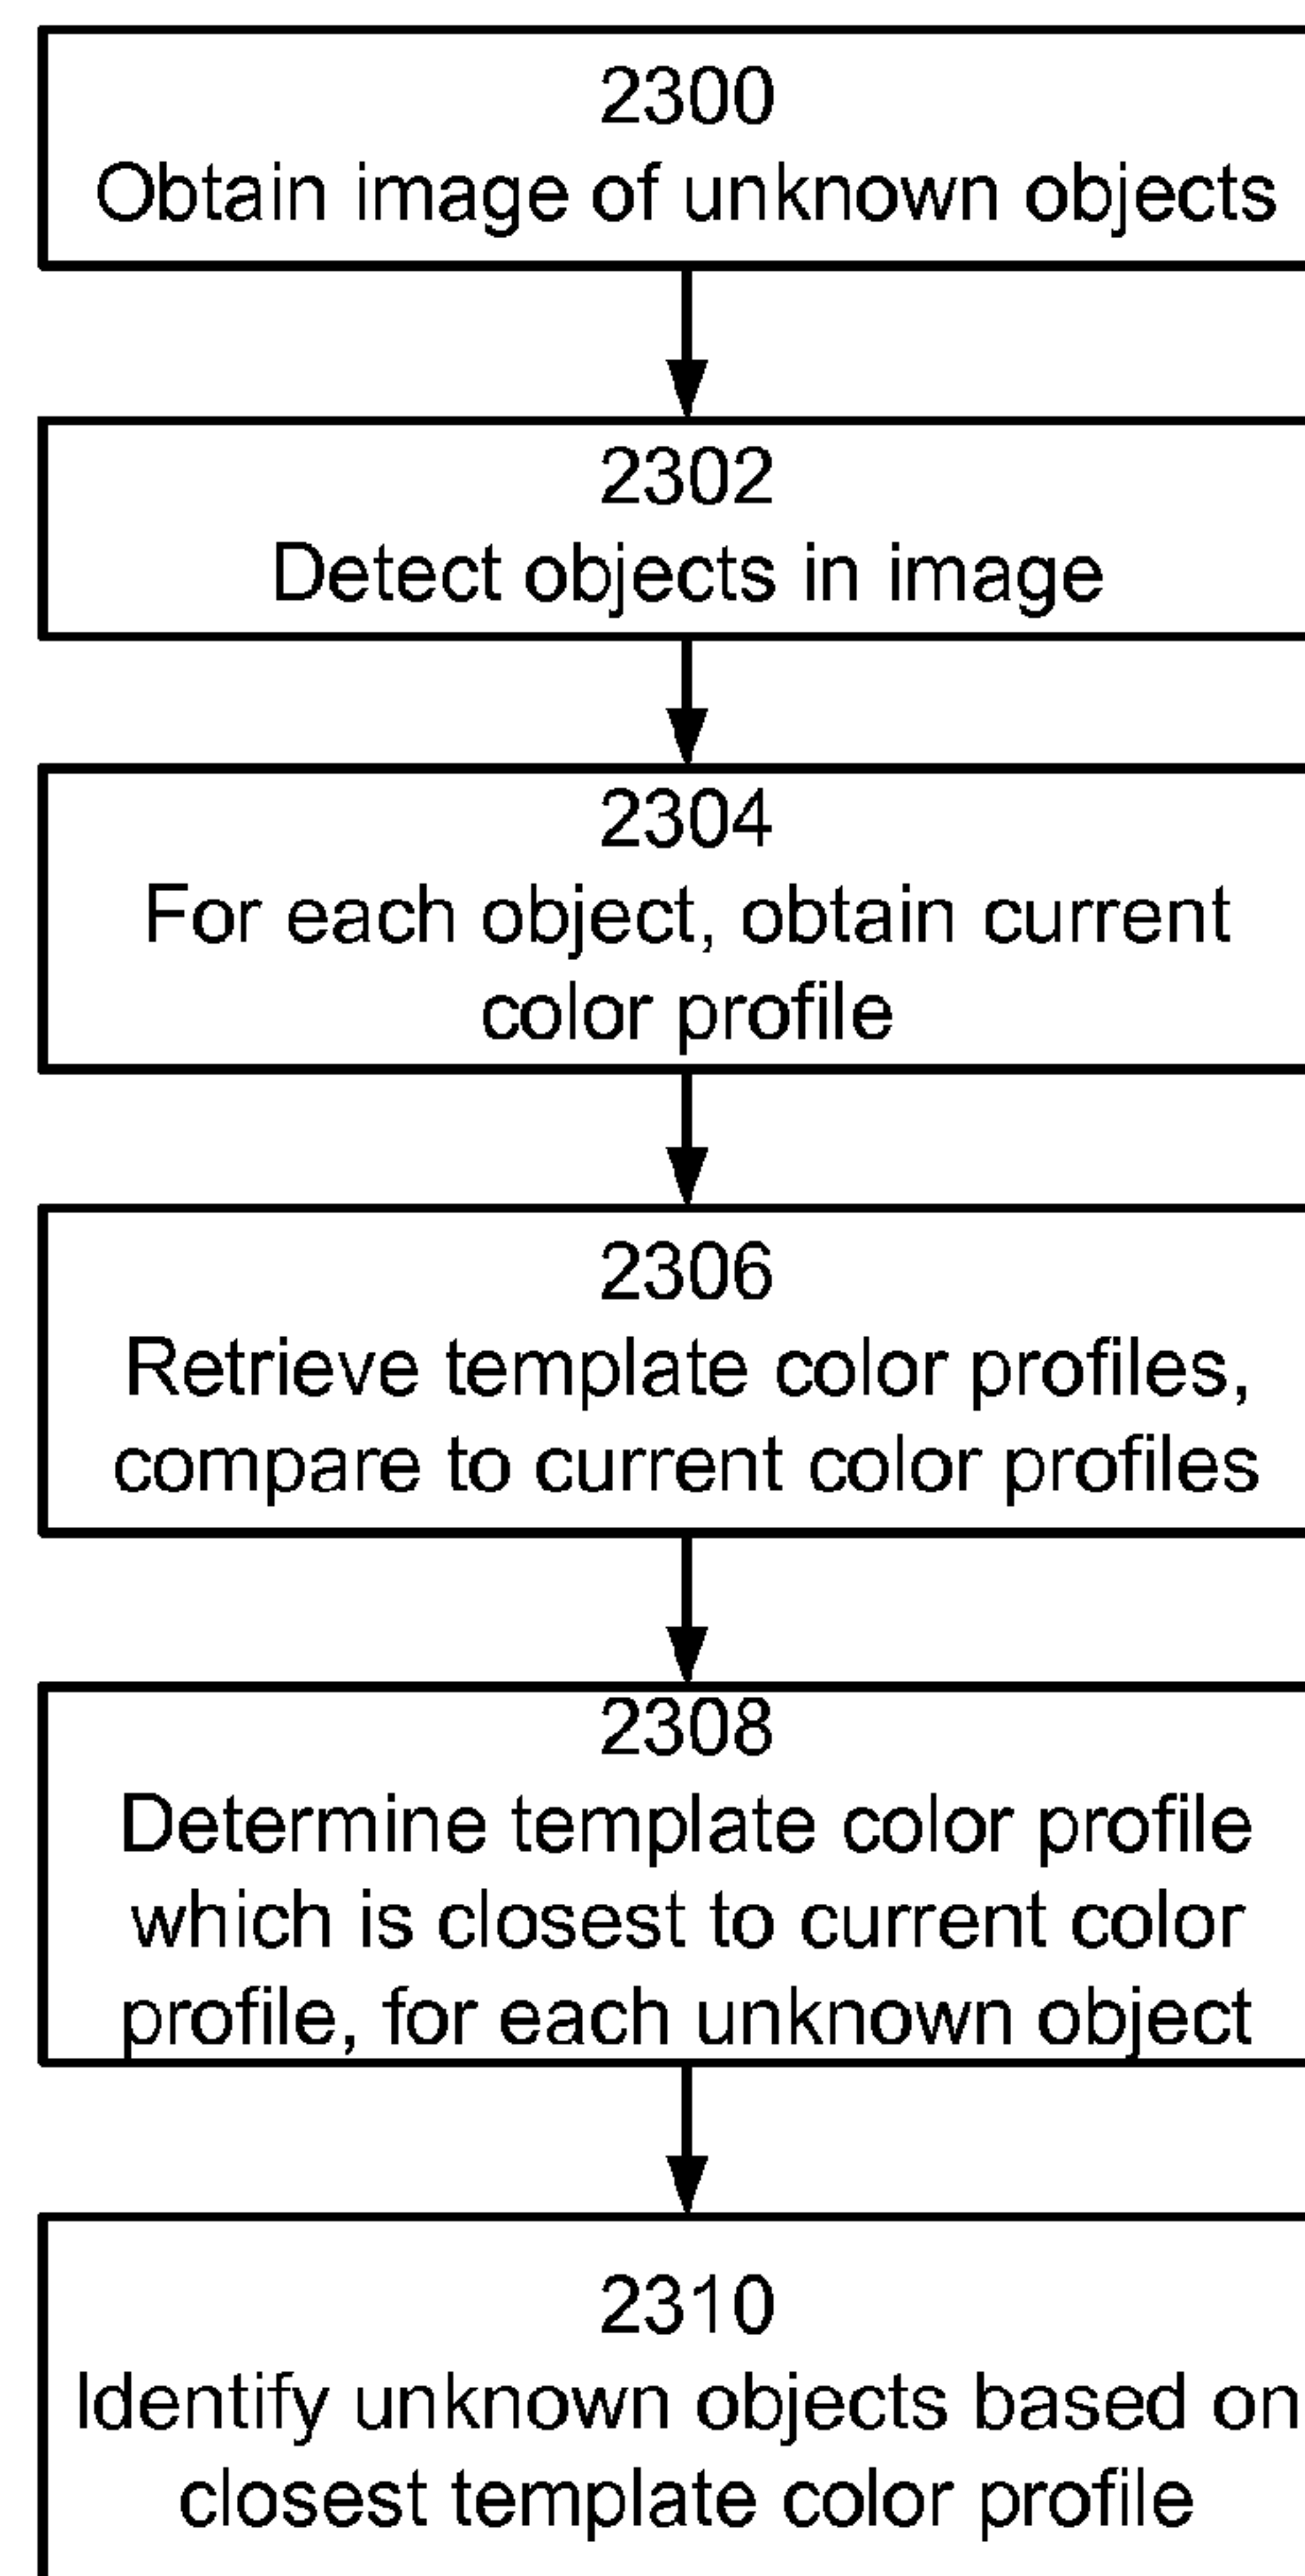 2300
Obtain image of unknown objects
2302
Detect objects in image
2304
For each object, obtain current
color profile
2306
Retrieve template color profiles,
compare to current color profiles
2308
Determine template color profile
which is closest to current color
profile, for each unknown object
2310
Identify unknown objects based on
closest template color profile